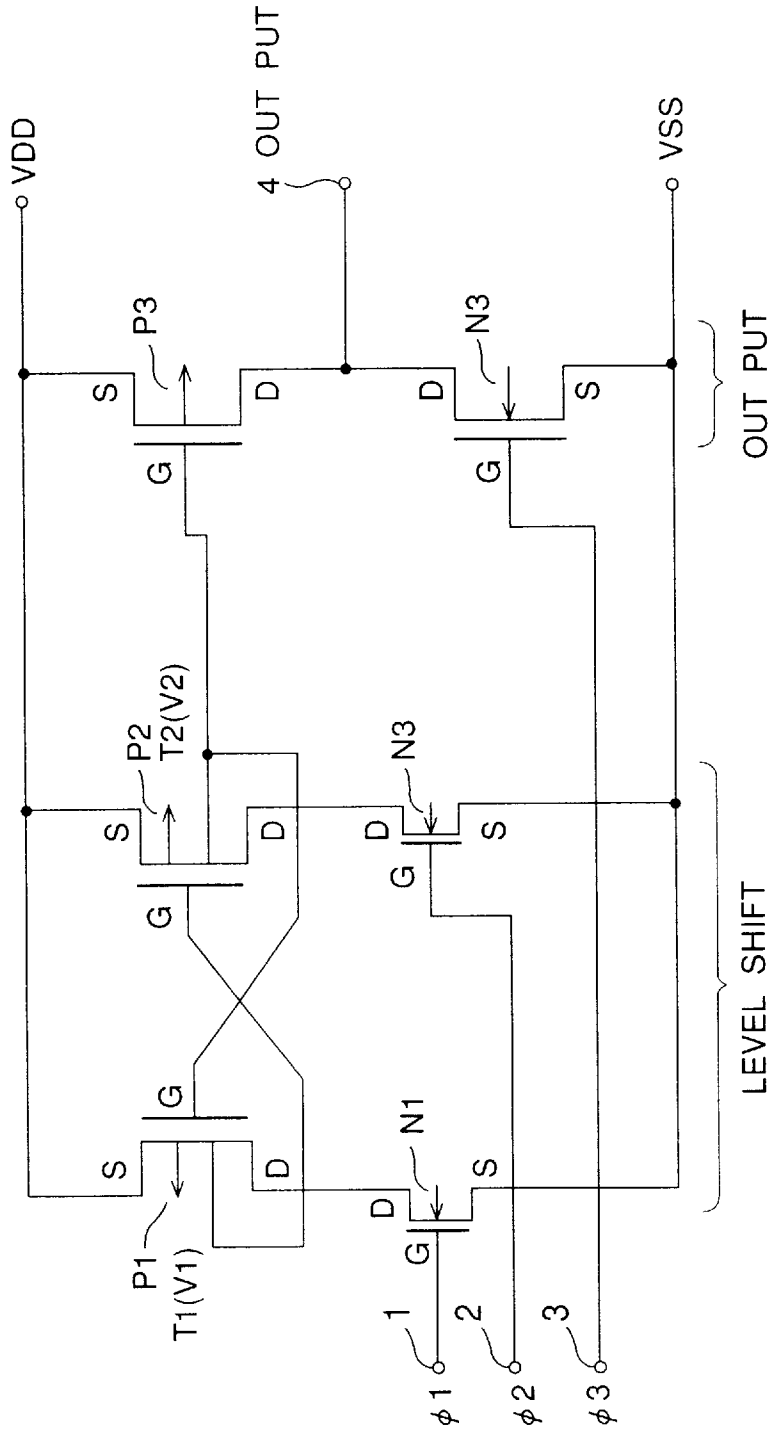 VDD
S
S
S
P1
T1(V1)
G
G
P2
T2(V2)
G
P3
D
D
D
4 OUT PUT
D
D
D
G
N1
G
N3
G
N3
S
S
S
1
φ1
2
φ2
3
φ3
VSS
LEVEL SHIFT
OUT PUT